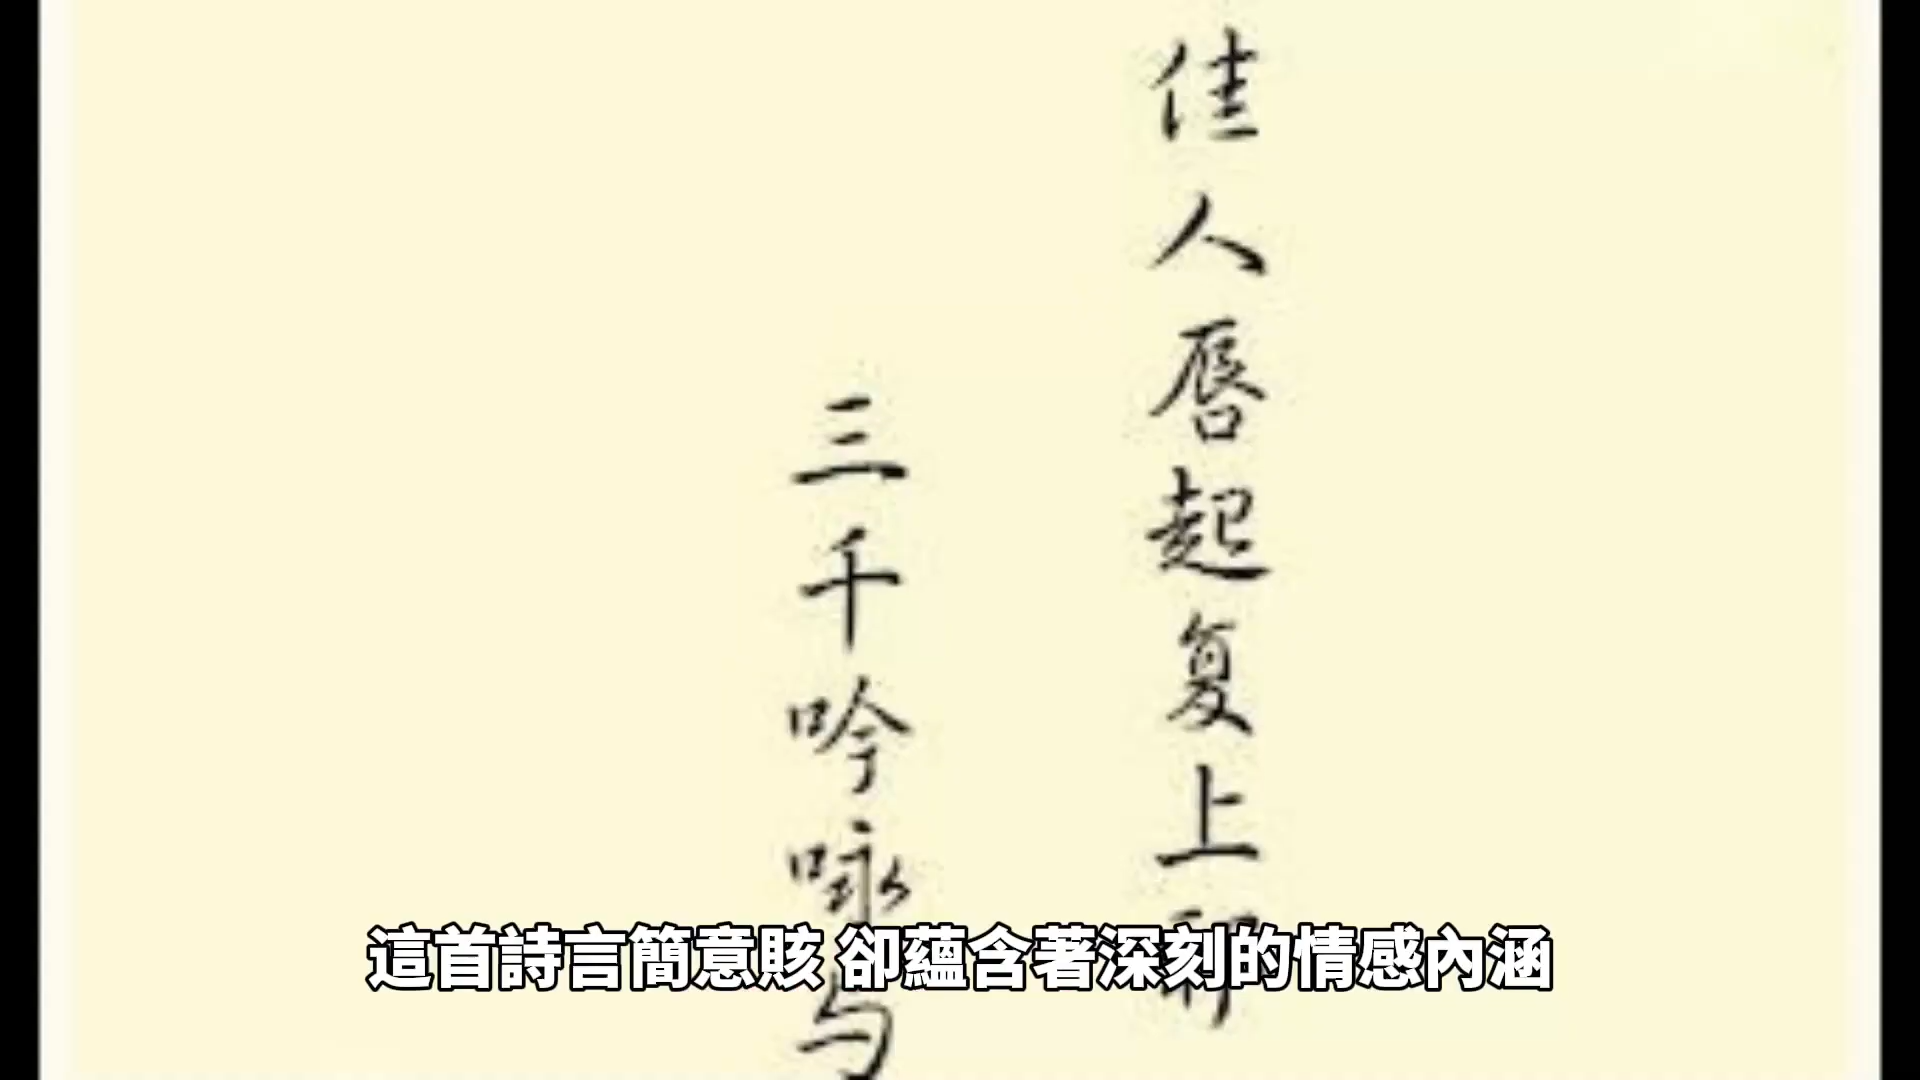 佳人唇起复上
三千吟咏与
這首詩言簡意賅 卻蘊含著深刻的情感內涵